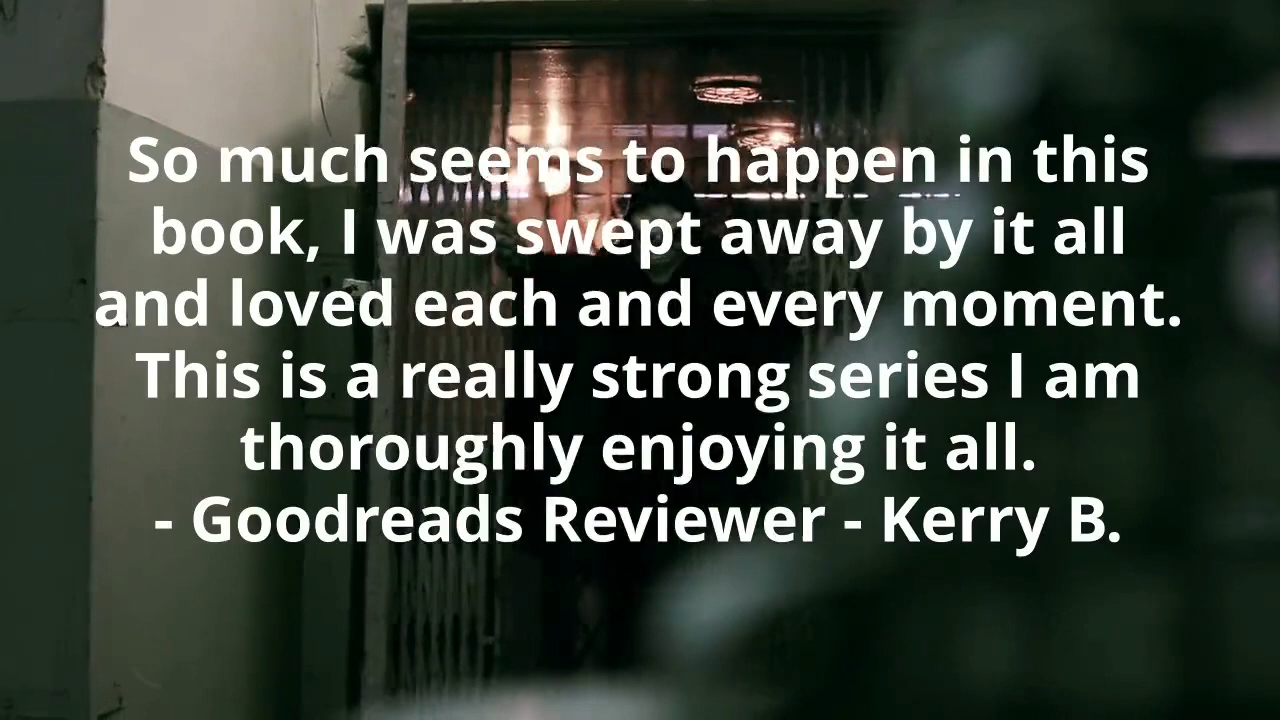 So much seems to happen in this
book, I was swept away by it all
and loved each and every moment.
This is a really strong series I am
thoroughly enjoying it all.
- Goodreads Reviewer - Kerry B.